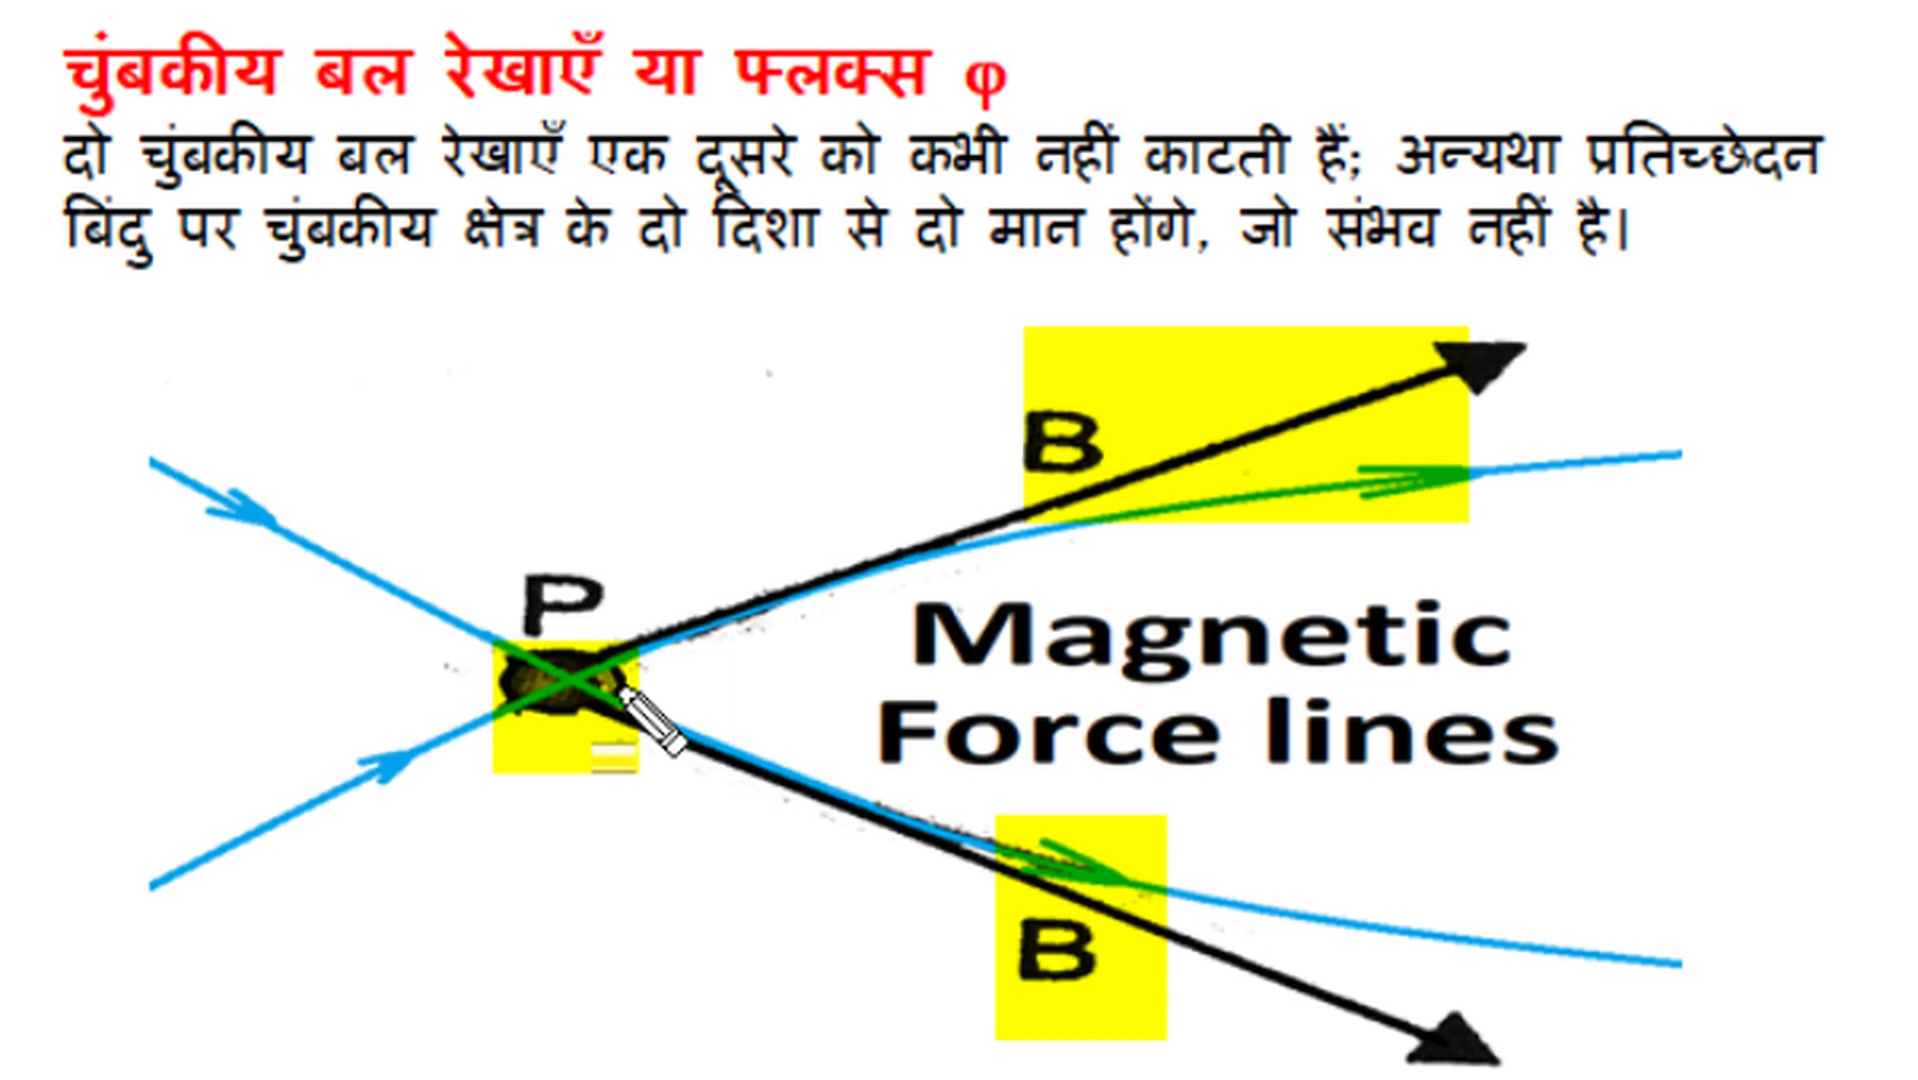 चुंबकीय बल रेखाएँ या फ्लक्स φ
दो चुंबकीय बल रेखाएँ एक दूसरे को कभी नहीं काटती हैं; अन्यथा प्रतिच्छेदन
बिंदु पर चुंबकीय क्षेत्र के दो दिशा से दो मान होंगे, जो संभव नहीं है।
B
P
Magnetic
Force lines
B